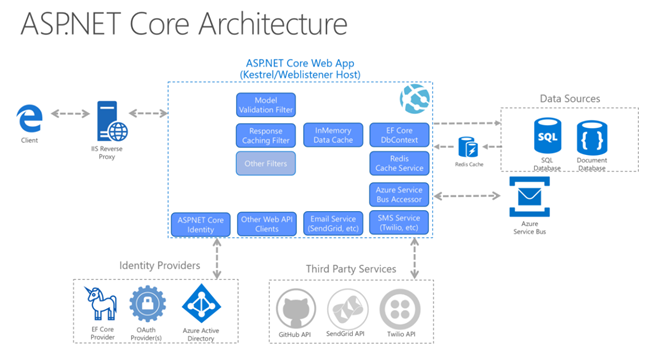 ASP.NET Core Architecture
ASP.NET Core Web App
(Kestrel/Weblistener Host)
Model
Validation Filter
Response
Caching Filter
Other Filters
InMemory
Data Cache
EF Core
DbContext
Redis
Cache Service
Azure Service
Bus Accessor
ASP.NET Core
Identity
Other Web API
Clients
Email Service
(SendGrid, etc)
SMS Service
(Twilio, etc)
Client
IIS Reverse
Proxy
Data Sources
Redis Cache
SQL
SQL
Database
{ }
Document
Database
Azure
Service Bus
Identity Providers
EF Core
Provider
OAuth
Provider(s)
Azure Active
Directory
Third Party Services
GitHub API
SendGrid API
Twilio API